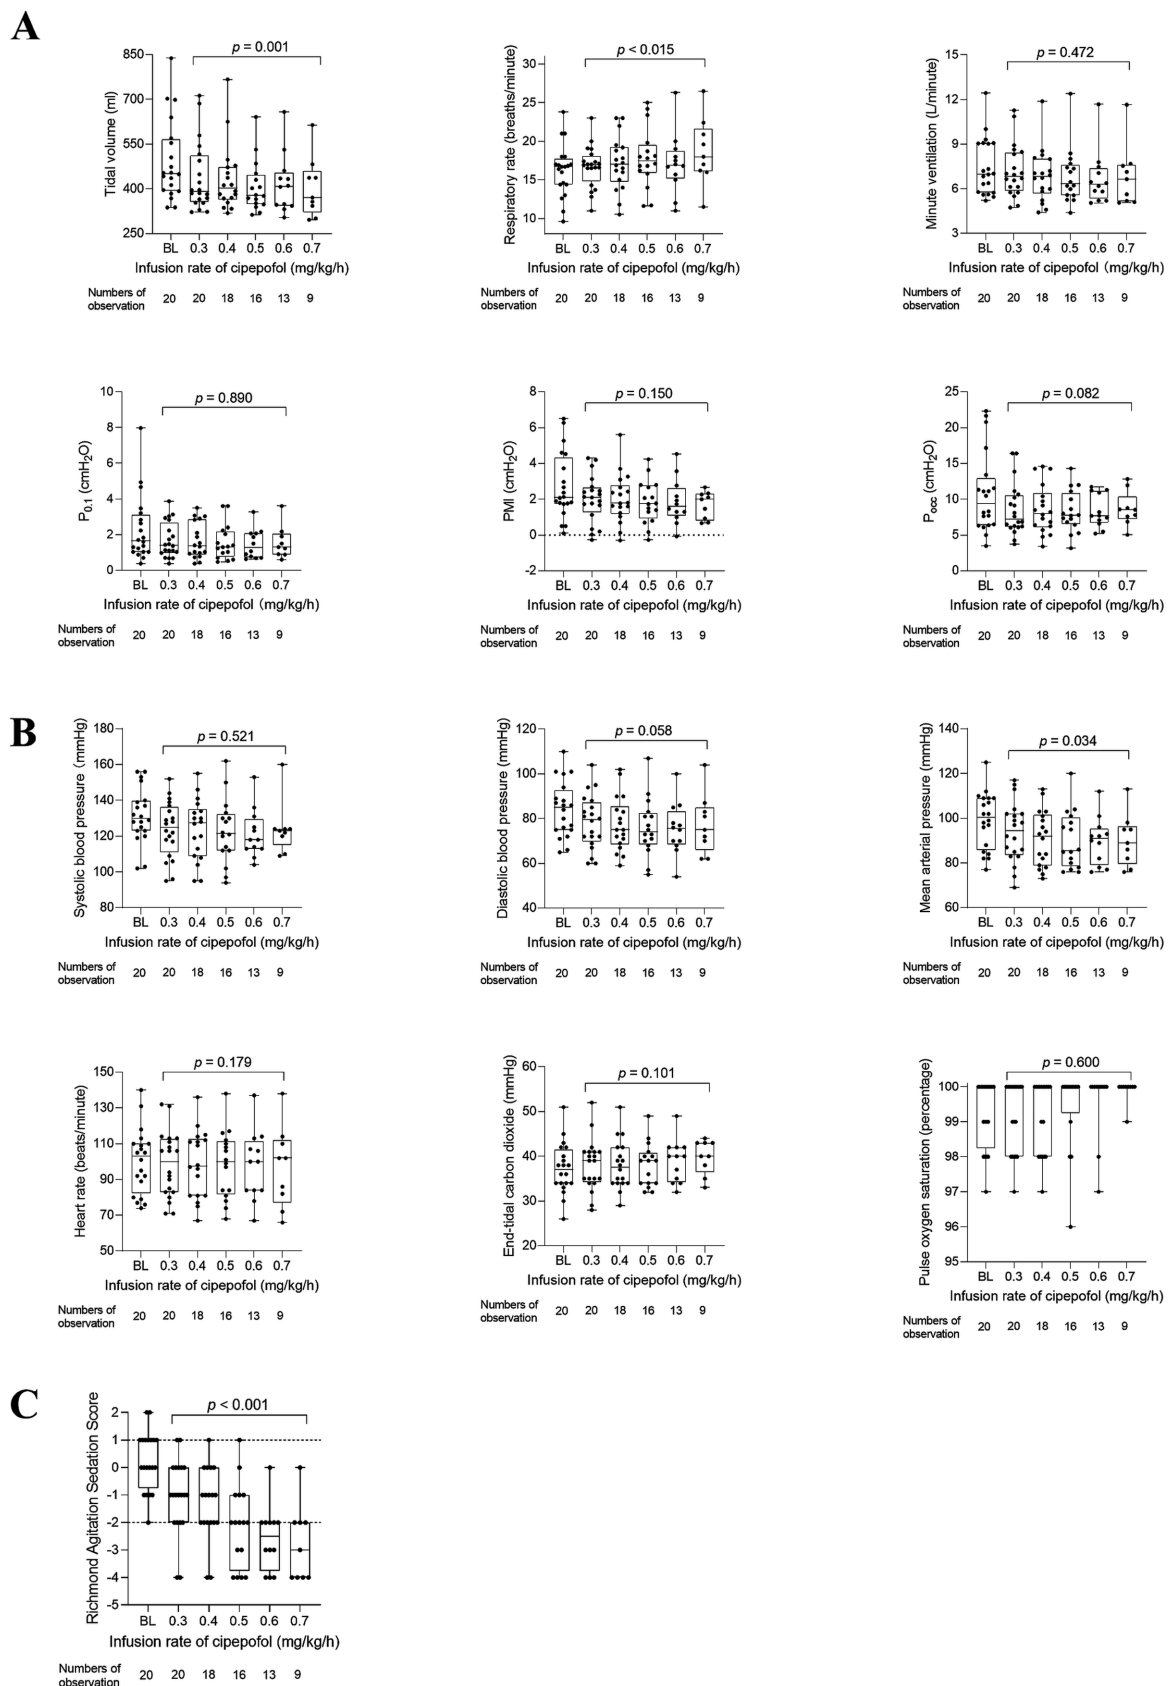 A
p = 0.001
850
700
550
400
250
Tidal volume (ml)
BL 0.3 0.4 0.5 0.6 0.7
Infusion rate of cipepofol (mg/kg/h)
Numbers of
observation
20 20 18 16 13 9
p < 0.015
30
25
20
15
10
Respiratory rate (breaths/minute)
BL 0.3 0.4 0.5 0.6 0.7
Infusion rate of cipepofol (mg/kg/h)
Numbers of
observation
20 20 18 16 13 9
p = 0.472
15
12
9
6
3
Minute ventilation (L/minute)
BL 0.3 0.4 0.5 0.6 0.7
Infusion rate of cipepofol (mg/kg/h)
Numbers of
observation
20 20 18 16 13 9
p = 0.890
10
8
6
4
2
0
P0.1 (cmH2O)
BL 0.3 0.4 0.5 0.6 0.7
Infusion rate of cipepofol (mg/kg/h)
Numbers of
observation
20 20 18 16 13 9
p = 0.150
8
6
4
2
0
-2
PMI (cmH2O)
BL 0.3 0.4 0.5 0.6 0.7
Infusion rate of cipepofol (mg/kg/h)
Numbers of
observation
20 20 18 16 13 9
p = 0.082
25
20
15
10
5
0
Pocc (cmH2O)
BL 0.3 0.4 0.5 0.6 0.7
Infusion rate of cipepofol (mg/kg/h)
Numbers of
observation
20 20 18 16 13 9
B
p = 0.521
180
160
140
120
100
80
Systolic blood pressure (mmHg)
BL 0.3 0.4 0.5 0.6 0.7
Infusion rate of cipepofol (mg/kg/h)
Numbers of
observation
20 20 18 16 13 9
p = 0.058
120
100
80
60
40
Diastolic blood pressure (mmHg)
BL 0.3 0.4 0.5 0.6 0.7
Infusion rate of cipepofol (mg/kg/h)
Numbers of
observation
20 20 18 16 13 9
p = 0.034
140
120
100
80
60
Mean arterial pressure (mmHg)
BL 0.3 0.4 0.5 0.6 0.7
Infusion rate of cipepofol (mg/kg/h)
Numbers of
observation
20 20 18 16 13 9
p = 0.179
150
130
110
90
70
50
Heart rate (beats/minute)
BL 0.3 0.4 0.5 0.6 0.7
Infusion rate of cipepofol (mg/kg/h)
Numbers of
observation
20 20 18 16 13 9
p = 0.101
60
50
40
30
20
End-tidal carbon dioxide (mmHg)
BL 0.3 0.4 0.5 0.6 0.7
Infusion rate of cipepofol (mg/kg/h)
Numbers of
observation
20 20 18 16 13 9
p = 0.600
100
99
98
97
96
95
Pulse oxygen saturation (percentage)
BL 0.3 0.4 0.5 0.6 0.7
Infusion rate of cipepofol (mg/kg/h)
Numbers of
observation
20 20 18 16 13 9
C
p < 0.001
2
1
0
-1
-2
-3
-4
-5
Richmond Agitation Sedation Score
BL 0.3 0.4 0.5 0.6 0.7
Infusion rate of cipepofol (mg/kg/h)
Numbers of
observation
20 20 18 16 13 9